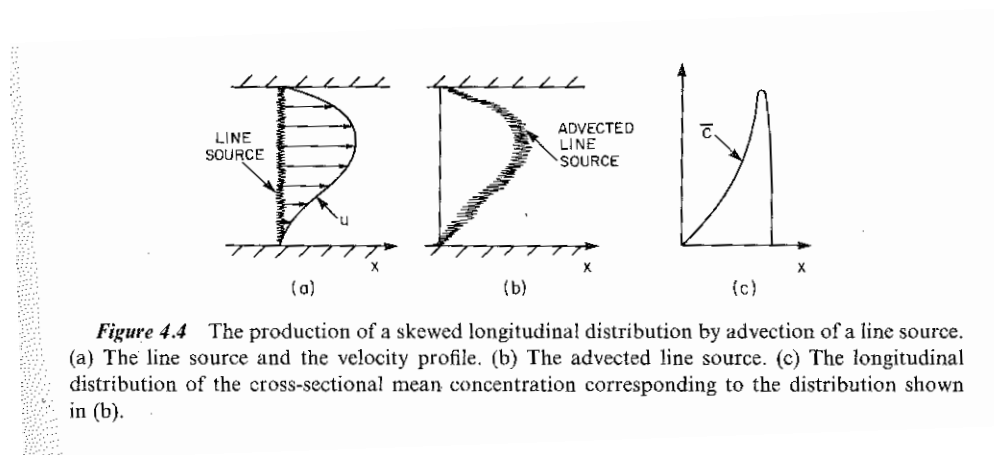 LINE
SOURCE
u
x
(a)
ADVECTED
LINE
SOURCE
x
(b)
c̅
x
(c)
Figure 4.4 The production of a skewed longitudinal distribution by advection of a line source.
(a) The line source and the velocity profile. (b) The advected line source. (c) The longitudinal
distribution of the cross-sectional mean concentration corresponding to the distribution shown
in (b).